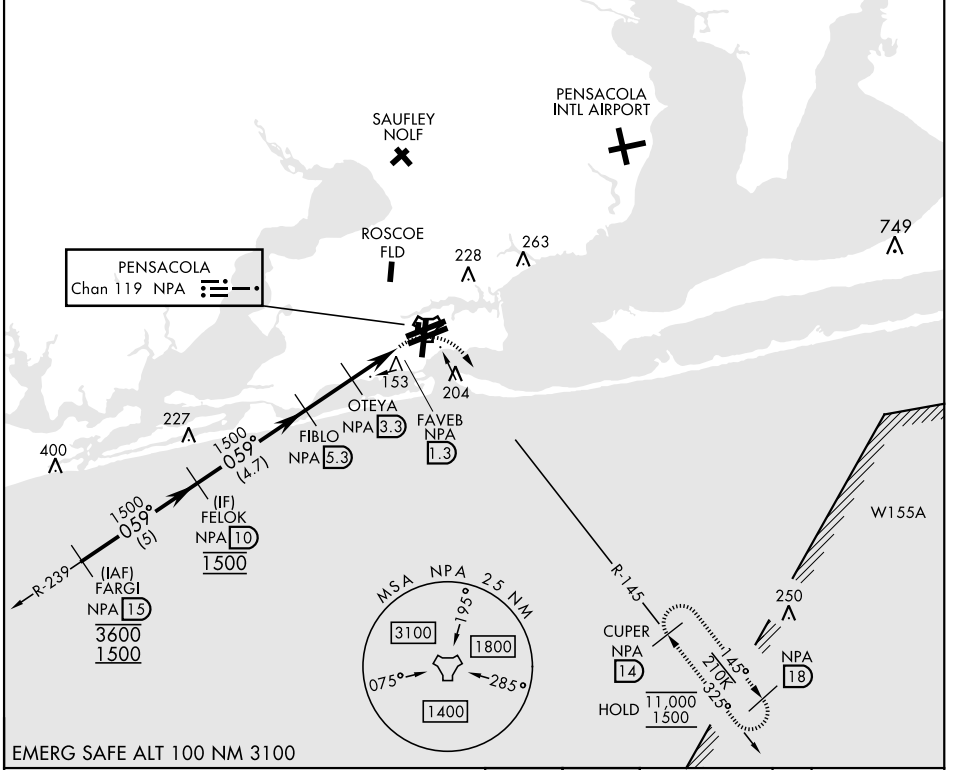 PENSACOLA
INTL AIRPORT
SAUFLEY
NOLF
749
ROSCOE
FLD
228
263
PENSACOLA
Chan 119 NPA
153
204
OTEYA
NPA 3.3
FAVEB
NPA
1.3
227
FIBLO
NPA 5.3
400
1500
059°
(4.7)
(IF)
FELOK
NPA 10
1500
1500
059°
(5)
R-239
(IAF)
FARGI
NPA 15
3600
1500
W155A
R-145
MSA NPA 25 NM
195°
3100
1800
075°
285°
1400
250
CUPER
NPA
14
145°
210K
325°
NPA
18
HOLD 11,000
1500
EMERG SAFE ALT 100 NM 3100